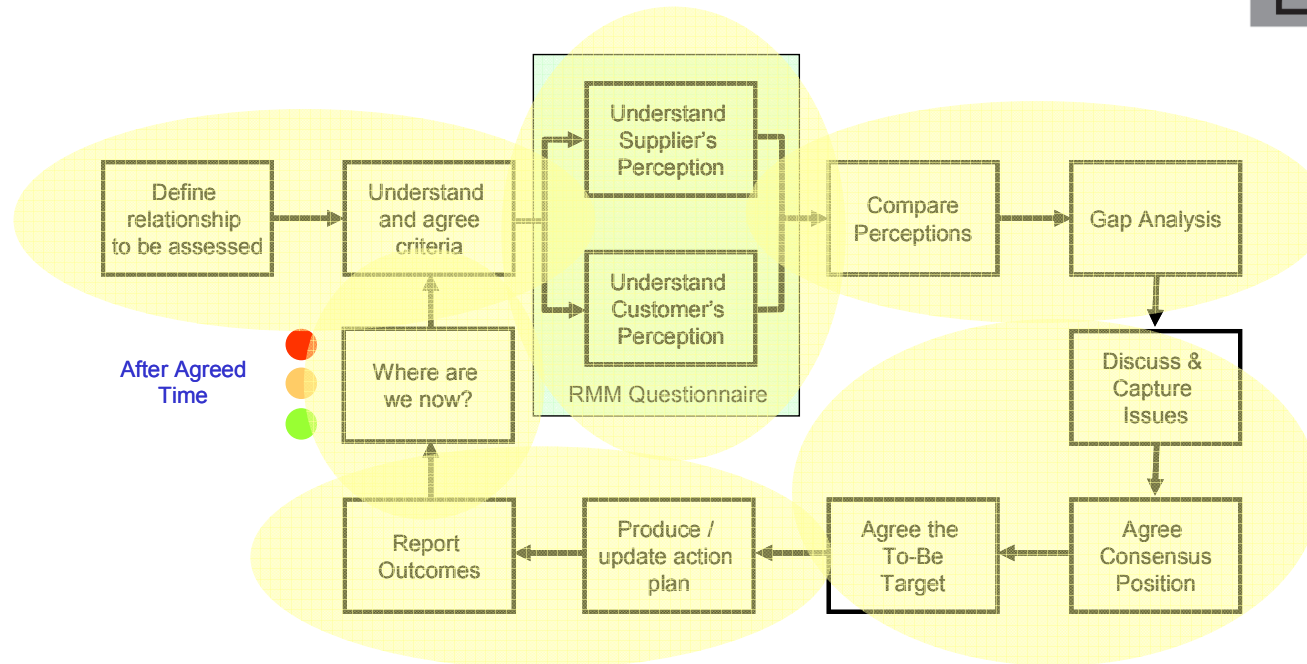 Define
relationship
to be assessed
Understand
and agree
criteria
Understand
Supplier's
Perception
Understand
Customer's
Perception
RMM Questionnaire
Compare
Perceptions
Gap Analysis
Discuss &
Capture
Issues
Agree
Consensus
Position
Agree the
To-Be
Target
Produce /
update action
plan
Report
Outcomes
Where are
we now?
After Agreed
Time